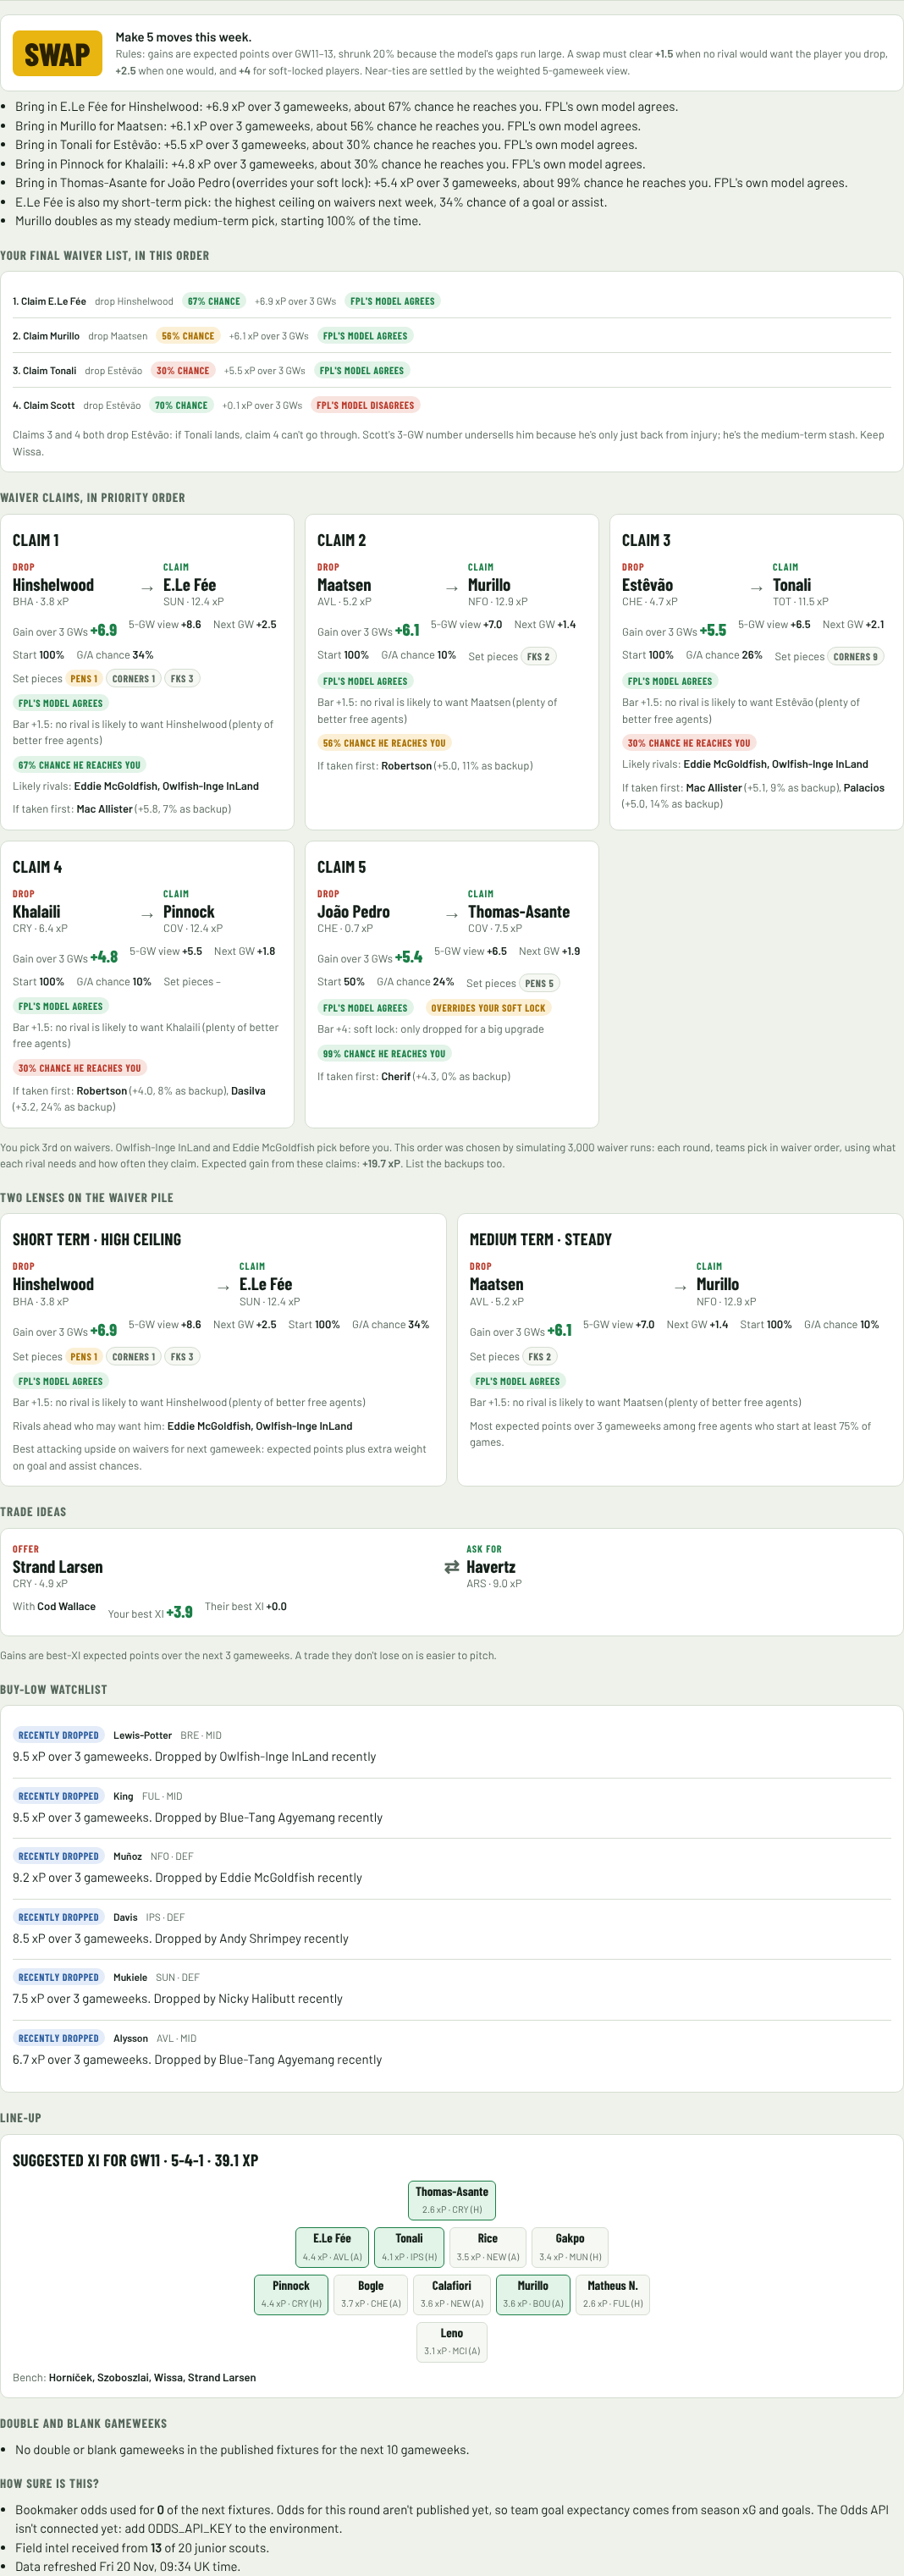 SWAP
Make 5 moves this week.
Rules: gains are expected points over GW11–13, shrunk 20% because the model's gaps run large. A swap must clear +1.5 when no rival would want the player you drop,
+2.5 when one would, and +4 for soft-locked players. Near-ties are settled by the weighted 5-gameweek view.
• Bring in E.Le Fée for Hinshelwood: +6.9 xP over 3 gameweeks, about 67% chance he reaches you. FPL's own model agrees.
• Bring in Murillo for Maatsen: +6.1 xP over 3 gameweeks, about 56% chance he reaches you. FPL's own model agrees.
• Bring in Tonali for Estêvão: +5.5 xP over 3 gameweeks, about 30% chance he reaches you. FPL's own model agrees.
• Bring in Pinnock for Khalaili: +4.8 xP over 3 gameweeks, about 30% chance he reaches you. FPL's own model agrees.
• Bring in Thomas-Asante for João Pedro (overrides your soft lock): +5.4 xP over 3 gameweeks, about 99% chance he reaches you. FPL's own model agrees.
• E.Le Fée is also my short-term pick: the highest ceiling on waivers next week, 34% chance of a goal or assist.
• Murillo doubles as my steady medium-term pick, starting 100% of the time.
YOUR FINAL WAIVER LIST, IN THIS ORDER
1. Claim E.Le Fée drop Hinshelwood 67% CHANCE +6.9 xP over 3 GWs FPL'S MODEL AGREES
2. Claim Murillo drop Maatsen 56% CHANCE +6.1 xP over 3 GWs FPL'S MODEL AGREES
3. Claim Tonali drop Estêvão 30% CHANCE +5.5 xP over 3 GWs FPL'S MODEL AGREES
4. Claim Scott drop Estêvão 70% CHANCE +0.1 xP over 3 GWs FPL'S MODEL DISAGREES
Claims 3 and 4 both drop Estêvão: if Tonali lands, claim 4 can't go through. Scott's 3-GW number undersells him because he's only just back from injury; he's the medium-term stash. Keep
Wissa.
WAIVER CLAIMS, IN PRIORITY ORDER
CLAIM 1
DROP CLAIM
Hinshelwood → E.Le Fée
BHA · 3.8 xP SUN · 12.4 xP
Gain over 3 GWs +6.9 5-GW view +8.6 Next GW +2.5
Start 100% G/A chance 34%
Set pieces PENS 1 CORNERS 1 FKS 3
FPL'S MODEL AGREES
Bar +1.5: no rival is likely to want Hinshelwood (plenty of
better free agents)
67% CHANCE HE REACHES YOU
Likely rivals: Eddie McGoldfish, Owlfish-Inge InLand
If taken first: Mac Allister (+5.8, 7% as backup)
CLAIM 2
DROP CLAIM
Maatsen → Murillo
AVL · 5.2 xP NFO · 12.9 xP
Gain over 3 GWs +6.1 5-GW view +7.0 Next GW +1.4
Start 100% G/A chance 10% Set pieces FKS 2
FPL'S MODEL AGREES
Bar +1.5: no rival is likely to want Maatsen (plenty of
better free agents)
56% CHANCE HE REACHES YOU
If taken first: Robertson (+5.0, 11% as backup)
CLAIM 3
DROP CLAIM
Estêvão → Tonali
CHE · 4.7 xP TOT · 11.5 xP
Gain over 3 GWs +5.5 5-GW view +6.5 Next GW +2.1
Start 100% G/A chance 26% Set pieces CORNERS 9
FPL'S MODEL AGREES
Bar +1.5: no rival is likely to want Estêvão (plenty of
better free agents)
30% CHANCE HE REACHES YOU
Likely rivals: Eddie McGoldfish, Owlfish-Inge InLand
If taken first: Mac Allister (+5.1, 9% as backup), Palacios
(+5.0, 14% as backup)
CLAIM 4
DROP CLAIM
Khalaili → Pinnock
CRY · 6.4 xP COV · 12.4 xP
Gain over 3 GWs +4.8 5-GW view +5.5 Next GW +1.8
Start 100% G/A chance 10% Set pieces –
FPL'S MODEL AGREES
Bar +1.5: no rival is likely to want Khalaili (plenty of better
free agents)
30% CHANCE HE REACHES YOU
If taken first: Robertson (+4.0, 8% as backup), Dasilva
(+3.2, 24% as backup)
CLAIM 5
DROP CLAIM
João Pedro → Thomas-Asante
CHE · 0.7 xP COV · 7.5 xP
Gain over 3 GWs +5.4 5-GW view +6.5 Next GW +1.9
Start 50% G/A chance 24% Set pieces PENS 5
FPL'S MODEL AGREES OVERRIDES YOUR SOFT LOCK
Bar +4: soft lock: only dropped for a big upgrade
99% CHANCE HE REACHES YOU
If taken first: Cherif (+4.3, 0% as backup)
You pick 3rd on waivers. Owlfish-Inge InLand and Eddie McGoldfish pick before you. This order was chosen by simulating 3,000 waiver runs: each round, teams pick in waiver order, using what
each rival needs and how often they claim. Expected gain from these claims: +19.7 xP. List the backups too.
TWO LENSES ON THE WAIVER PILE
SHORT TERM · HIGH CEILING
DROP CLAIM
Hinshelwood → E.Le Fée
BHA · 3.8 xP SUN · 12.4 xP
Gain over 3 GWs +6.9 5-GW view +8.6 Next GW +2.5 Start 100% G/A chance 34%
Set pieces PENS 1 CORNERS 1 FKS 3
FPL'S MODEL AGREES
Bar +1.5: no rival is likely to want Hinshelwood (plenty of better free agents)
Rivals ahead who may want him: Eddie McGoldfish, Owlfish-Inge InLand
Best attacking upside on waivers for next gameweek: expected points plus extra weight
on goal and assist chances.
MEDIUM TERM · STEADY
DROP CLAIM
Maatsen → Murillo
AVL · 5.2 xP NFO · 12.9 xP
Gain over 3 GWs +6.1 5-GW view +7.0 Next GW +1.4 Start 100% G/A chance 10%
Set pieces FKS 2
FPL'S MODEL AGREES
Bar +1.5: no rival is likely to want Maatsen (plenty of better free agents)
Most expected points over 3 gameweeks among free agents who start at least 75% of
games.
TRADE IDEAS
OFFER ASK FOR
Strand Larsen ⇄ Havertz
CRY · 4.9 xP ARS · 9.0 xP
With Cod Wallace Your best XI +3.9 Their best XI +0.0
Gains are best-XI expected points over the next 3 gameweeks. A trade they don't lose on is easier to pitch.
BUY-LOW WATCHLIST
RECENTLY DROPPED Lewis-Potter BRE · MID
9.5 xP over 3 gameweeks. Dropped by Owlfish-Inge InLand recently
RECENTLY DROPPED King FUL · MID
9.5 xP over 3 gameweeks. Dropped by Blue-Tang Agyemang recently
RECENTLY DROPPED Muñoz NFO · DEF
9.2 xP over 3 gameweeks. Dropped by Eddie McGoldfish recently
RECENTLY DROPPED Davis IPS · DEF
8.5 xP over 3 gameweeks. Dropped by Andy Shrimpey recently
RECENTLY DROPPED Mukiele SUN · DEF
7.5 xP over 3 gameweeks. Dropped by Nicky Halibutt recently
RECENTLY DROPPED Alysson AVL · MID
6.7 xP over 3 gameweeks. Dropped by Blue-Tang Agyemang recently
LINE-UP
SUGGESTED XI FOR GW11 · 5-4-1 · 39.1 XP
Thomas-Asante
2.6 xP · CRY (H)
E.Le Fée Tonali Rice Gakpo
4.4 xP · AVL (A) 4.1 xP · IPS (H) 3.5 xP · NEW (A) 3.4 xP · MUN (H)
Pinnock Bogle Calafiori Murillo Matheus N.
4.4 xP · CRY (H) 3.7 xP · CHE (A) 3.6 xP · NEW (A) 3.6 xP · BOU (A) 2.6 xP · FUL (H)
Leno
3.1 xP · MCI (A)
Bench: Horníček, Szoboszlai, Wissa, Strand Larsen
DOUBLE AND BLANK GAMEWEEKS
• No double or blank gameweeks in the published fixtures for the next 10 gameweeks.
HOW SURE IS THIS?
• Bookmaker odds used for 0 of the next fixtures. Odds for this round aren't published yet, so team goal expectancy comes from season xG and goals. The Odds API
isn't connected yet: add ODDS_API_KEY to the environment.
• Field intel received from 13 of 20 junior scouts.
• Data refreshed Fri 20 Nov, 09:34 UK time.